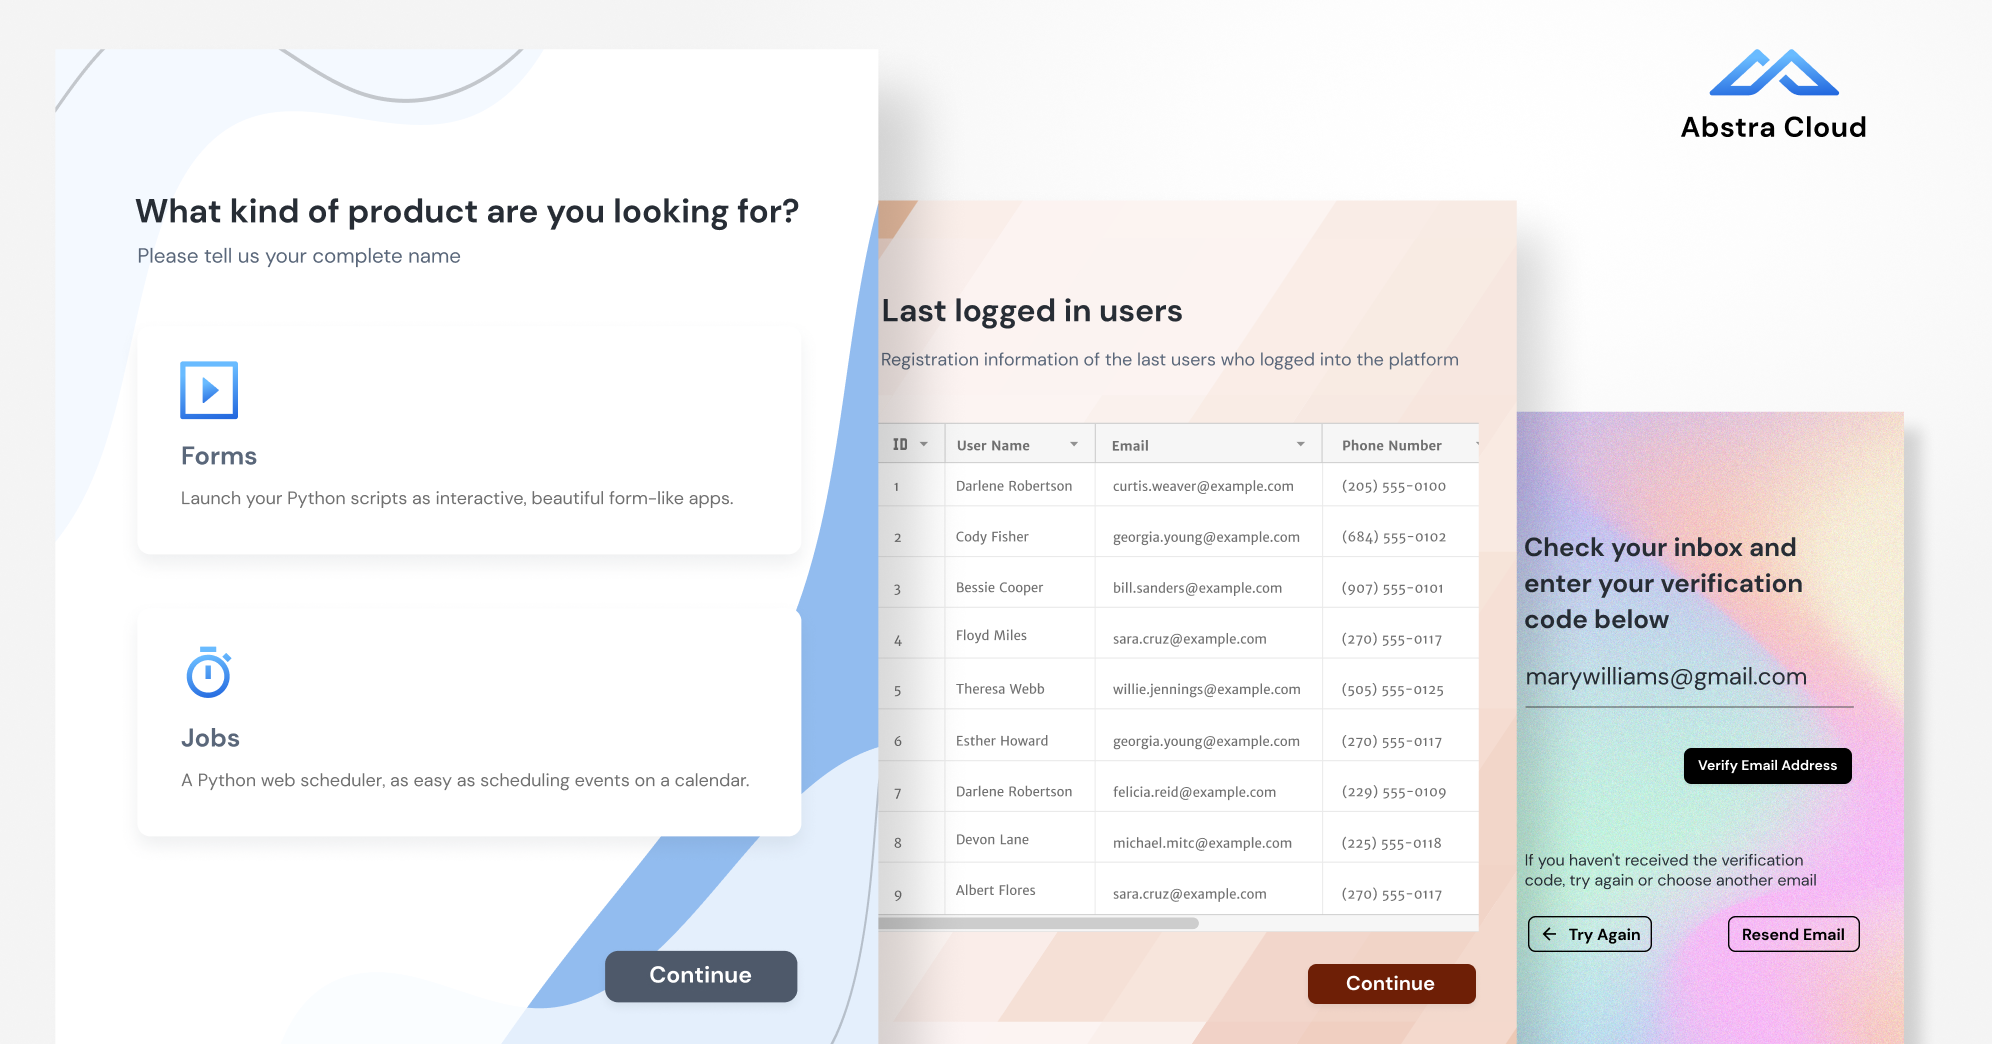 Abstra Cloud
What kind of product are you looking for?
Please tell us your complete name
Forms
Launch your Python scripts as interactive, beautiful form-like apps.
Jobs
A Python web scheduler, as easy as scheduling events on a calendar.
Continue
Last logged in users
Registration information of the last users who logged into the platform
ID User Name Email Phone Number
1 Darlene Robertson curtis.weaver@example.com (205) 555-0100
2 Cody Fisher georgia.young@example.com (684) 555-0102
3 Bessie Cooper bill.sanders@example.com (907) 555-0101
4 Floyd Miles sara.cruz@example.com (270) 555-0117
5 Theresa Webb willie.jennings@example.com (505) 555-0125
6 Esther Howard georgia.young@example.com (270) 555-0117
7 Darlene Robertson felicia.reid@example.com (229) 555-0109
8 Devon Lane michael.mitc@example.com (225) 555-0118
9 Albert Flores sara.cruz@example.com (270) 555-0117
Continue
Check your inbox and
enter your verification
code below
marywilliams@gmail.com
Verify Email Address
If you haven't received the verification
code, try again or choose another email
Try Again
Resend Email